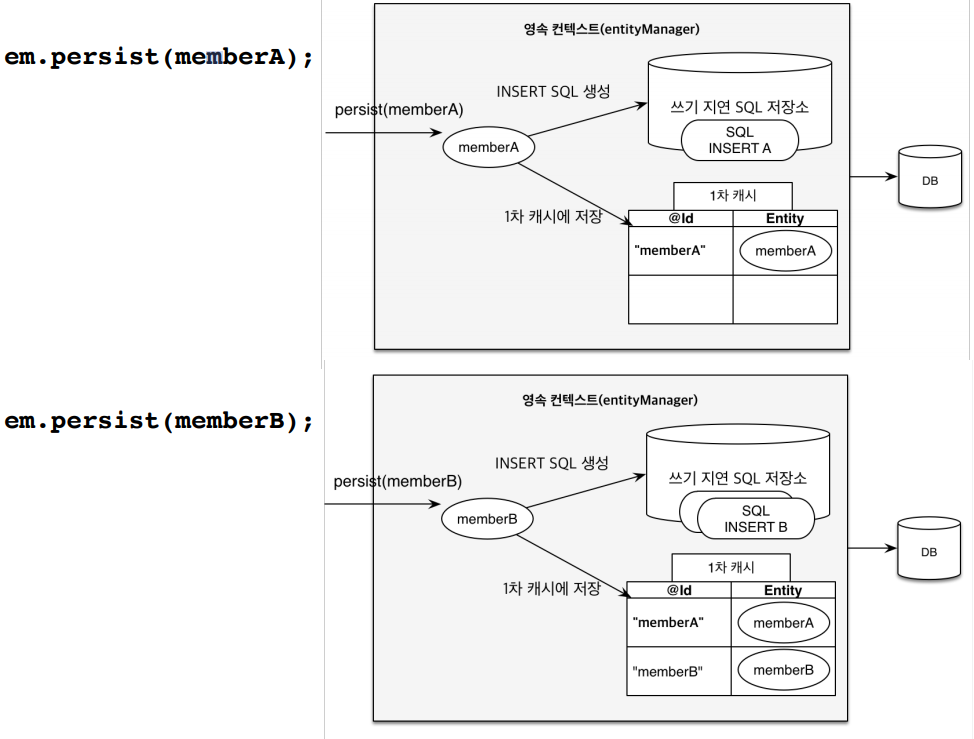 em.persist(memberA);
영속 컨텍스트(entityManager)
persist(memberA)
memberA
INSERT SQL 생성
쓰기 지연 SQL 저장소
SQL
INSERT A
1차 캐시에 저장
1차 캐시
@Id Entity
"memberA" memberA
DB
em.persist(memberB);
영속 컨텍스트(entityManager)
persist(memberB)
memberB
INSERT SQL 생성
쓰기 지연 SQL 저장소
SQL
INSERT B
1차 캐시에 저장
1차 캐시
@Id Entity
"memberA" memberA
"memberB" memberB
DB